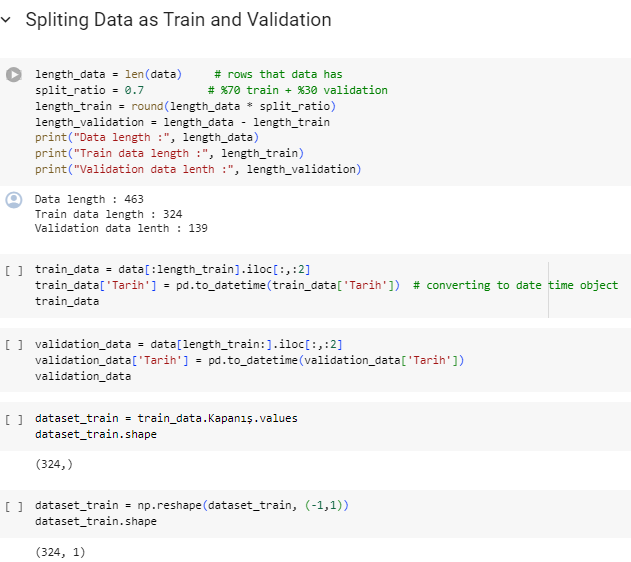 Spliting Data as Train and Validation
length_data = len(data)     # rows that data has
split_ratio = 0.7          # %70 train + %30 validation
length_train = round(length_data * split_ratio)
length_validation = length_data - length_train
print("Data length :", length_data)
print("Train data length :", length_train)
print("Validation data lenth :", length_validation)
Data length : 463
Train data length : 324
Validation data lenth : 139
[ ] train_data = data[:length_train].iloc[:,:2]
train_data['Tarih'] = pd.to_datetime(train_data['Tarih'])  # converting to date time object
train_data
[ ] validation_data = data[length_train:].iloc[:,:2]
validation_data['Tarih'] = pd.to_datetime(validation_data['Tarih'])
validation_data
[ ] dataset_train = train_data.Kapanış.values
dataset_train.shape
(324,)
[ ] dataset_train = np.reshape(dataset_train, (-1,1))
dataset_train.shape
(324, 1)